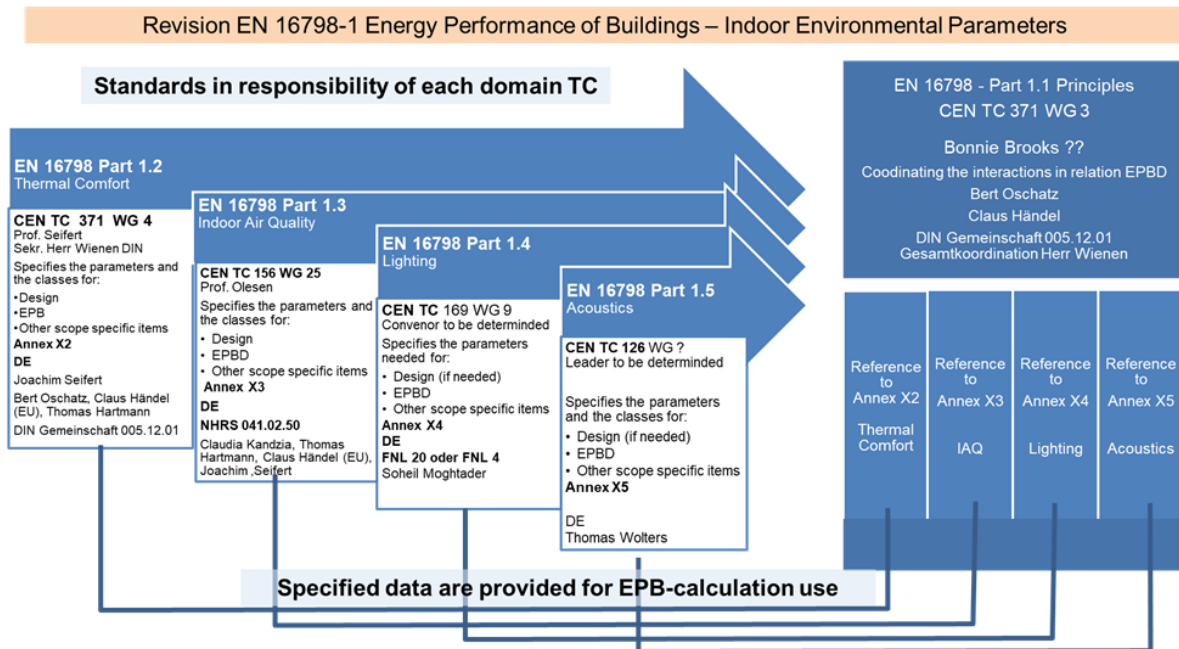 Revision EN 16798-1 Energy Performance of Buildings – Indoor Environmental Parameters
Standards in responsibility of each domain TC
EN 16798 Part 1.2
Thermal Comfort
CEN TC 371 WG 4
Prof. Seifert
Sekr. Herr Wienen DIN
Specifies the parameters and
the classes for:
•Design
•EPB
•Other scope specific items
Annex X2
DE
Joachim Seifert
Bert Oschatz, Claus Händel
(EU), Thomas Hartmann
DIN Gemeinschaft 005.12.01
EN 16798 Part 1.3
Indoor Air Quality
CEN TC 156 WG 25
Prof. Olesen
Specifies the parameters and
the classes for:
• Design
• EPBD
• Other scope specific items
Annex X3
DE
NHRS 041.02.50
Claudia Kandzia, Thomas
Hartmann, Claus Händel (EU),
Joachim ,Seifert
EN 16798 Part 1.4
Lighting
CEN TC 169 WG 9
Convenor to be determinded
Specifies the parameters
needed for:
• Design (if needed)
• EPBD
• Other scope specific items
Annex X4
DE
FNL 20 oder FNL 4
Soheil Moghtader
EN 16798 Part 1.5
Acoustics
CEN TC 126 WG ?
Leader to be determinded
Specifies the parameters
and the classes for:
• Design (if needed)
• EPBD
• Other scope specific items
Annex X5
DE
Thomas Wolters
EN 16798 - Part 1.1 Principles
CEN TC 371 WG 3
Bonnie Brooks ??
Coodinating the interactions in relation EPBD
Bert Oschatz
Claus Händel
DIN Gemeinschaft 005.12.01
Gesamtkoordination Herr Wienen
Reference
to
Annex X2
Thermal
Comfort
Reference
to
Annex X3
IAQ
Reference
to
Annex X4
Lighting
Reference
to
Annex X5
Acoustics
Specified data are provided for EPB-calculation use